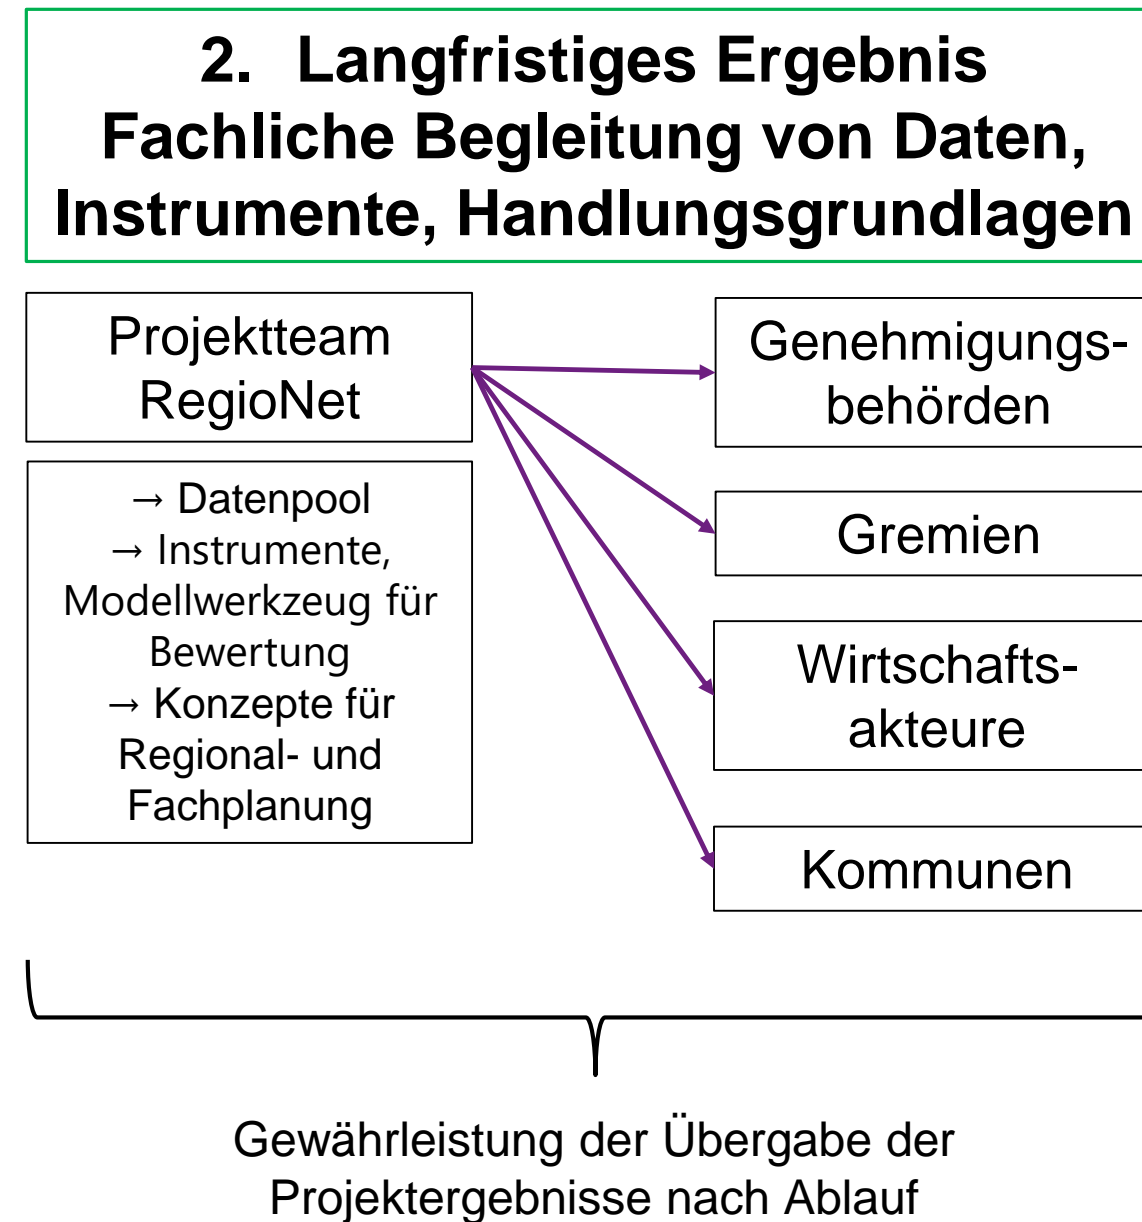 2. Langfristiges Ergebnis
Fachliche Begleitung von Daten,
Instrumente, Handlungsgrundlagen
Projektteam
RegioNet
→ Datenpool
→ Instrumente,
Modellwerkzeug für
Bewertung
→ Konzepte für
Regional- und
Fachplanung
Genehmigungs-
behörden
Gremien
Wirtschafts-
akteure
Kommunen
Gewährleistung der Übergabe der
Projektergebnisse nach Ablauf